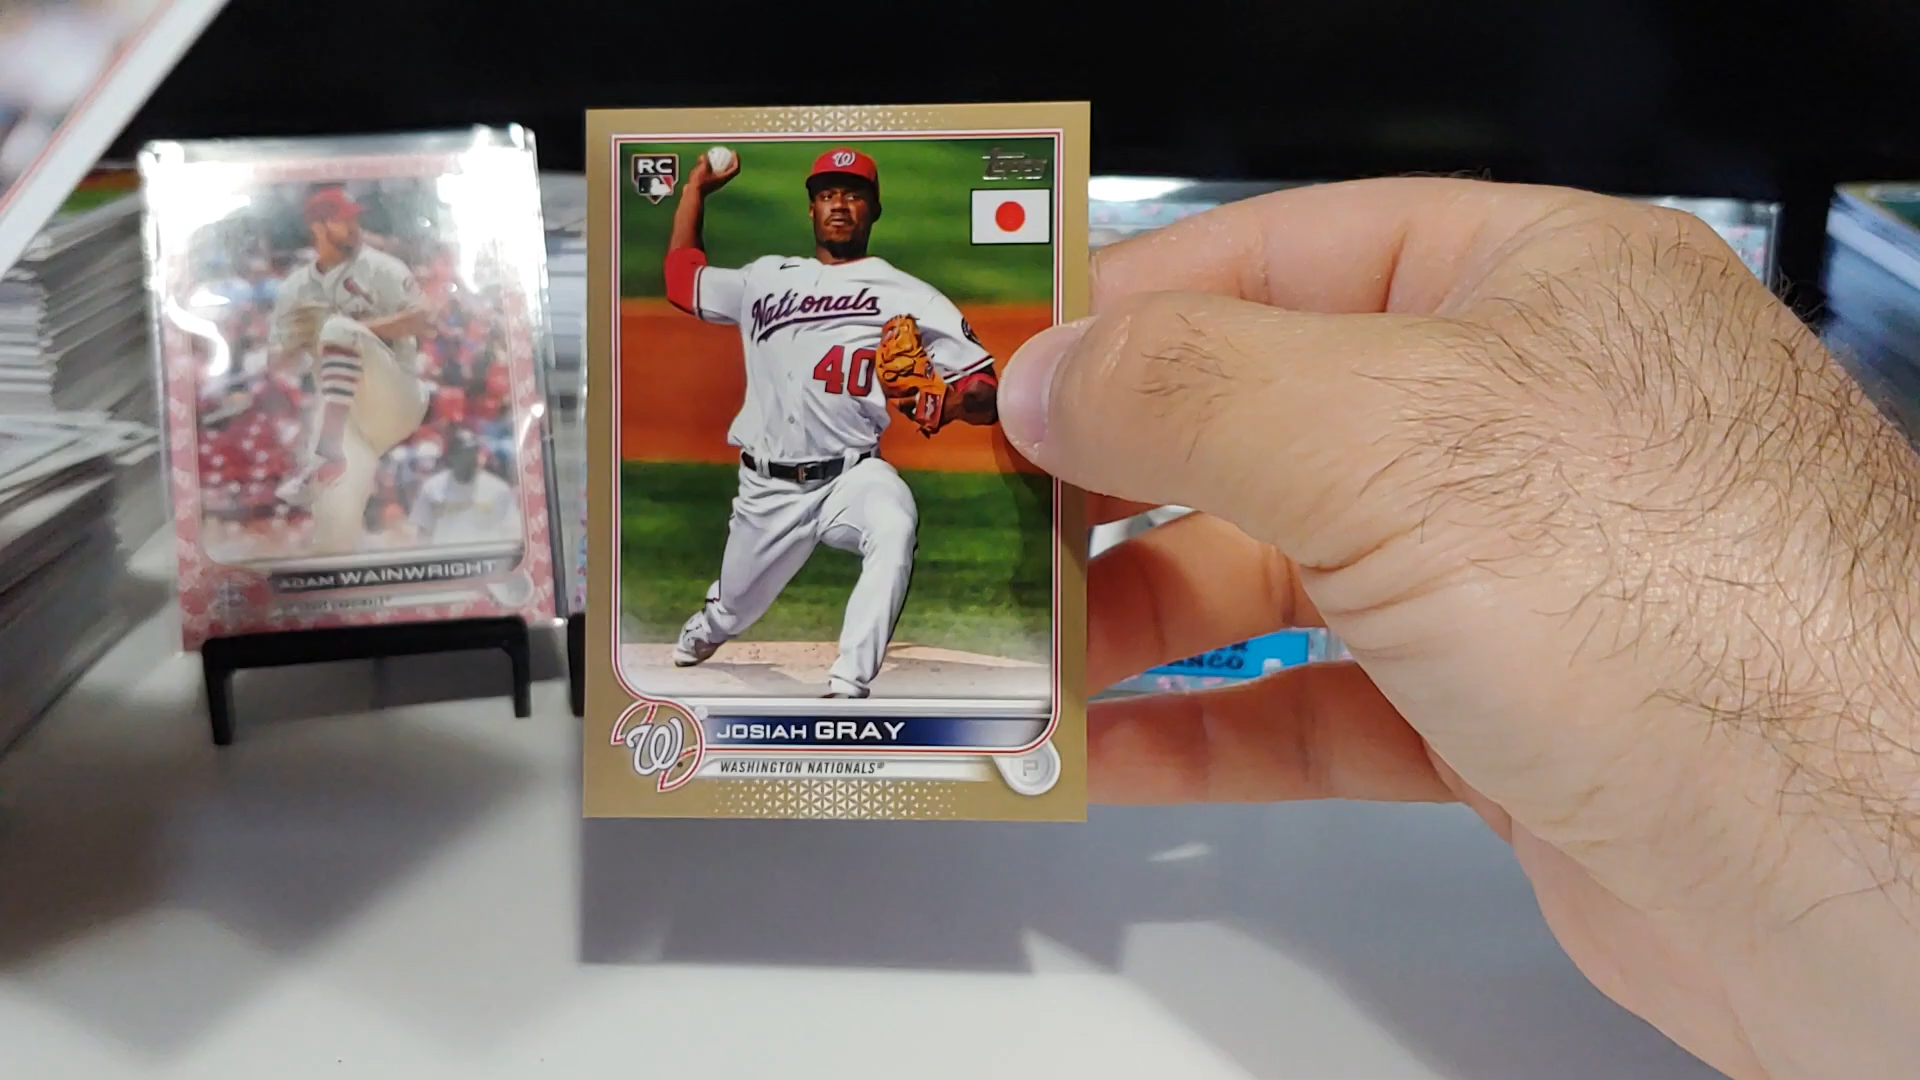 RC
Topps
W
Nationals
40
W
JOSIAH GRAY
WASHINGTON NATIONALS®
P
ADAM WAINWRIGHT